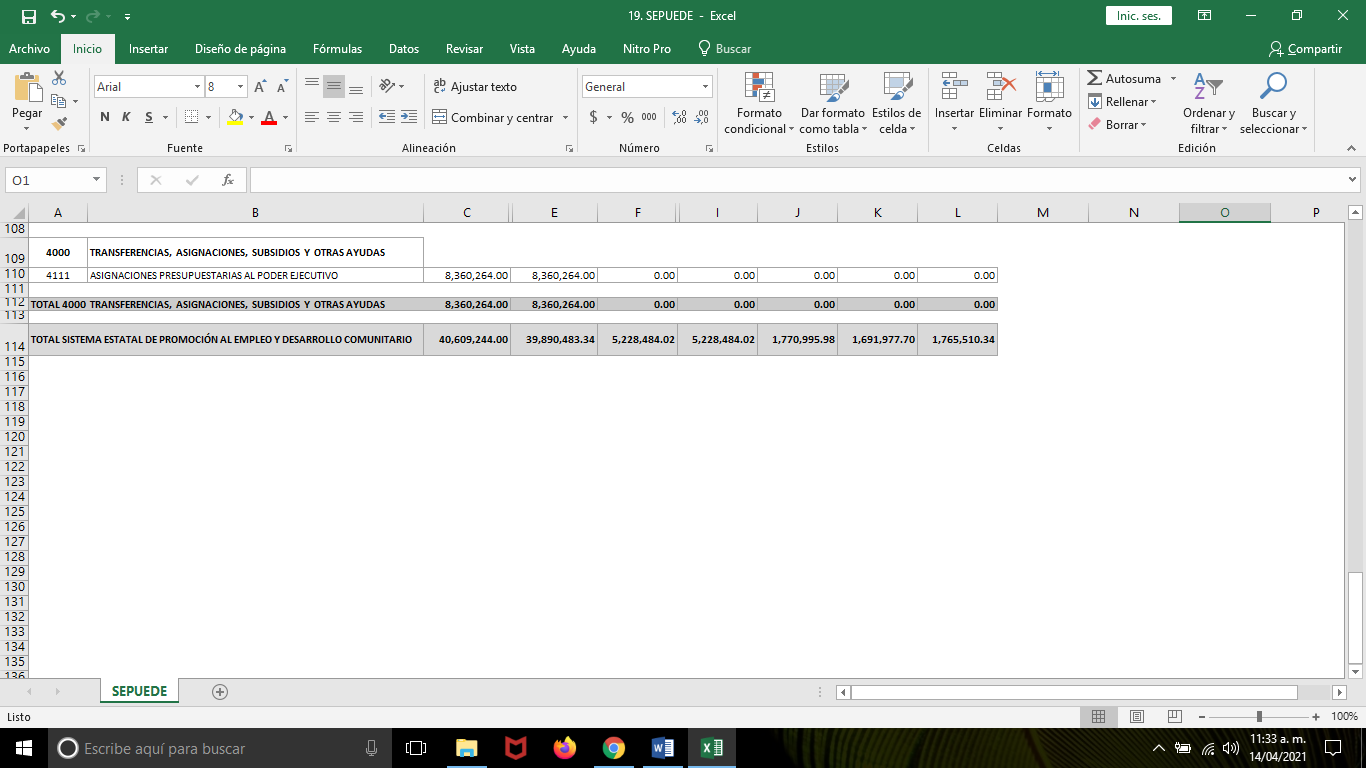 19. SEPUEDE - Excel
Inic. ses.
Archivo Inicio Insertar Diseño de página Fórmulas Datos Revisar Vista Ayuda Nitro Pro Buscar Compartir
Pegar
Arial 8 A A
N K S A
ab Ajustar texto
Combinar y centrar
General
$ % 000
Formato condicional
Dar formato como tabla
Estilos de celda
Insertar Eliminar Formato
Autosuma
Rellenar
Borrar
Ordenar y filtrar
Buscar y seleccionar
Portapapeles Fuente Alineación Número Estilos Celdas Edición
O1 fx
A B C E F I J K L M N O P
108
109 4000 TRANSFERENCIAS, ASIGNACIONES, SUBSIDIOS Y OTRAS AYUDAS
110 4111 ASIGNACIONES PRESUPUESTARIAS AL PODER EJECUTIVO 8,360,264.00 8,360,264.00 0.00 0.00 0.00 0.00 0.00
111
112 TOTAL 4000 TRANSFERENCIAS, ASIGNACIONES, SUBSIDIOS Y OTRAS AYUDAS 8,360,264.00 8,360,264.00 0.00 0.00 0.00 0.00 0.00
113
114 TOTAL SISTEMA ESTATAL DE PROMOCIÓN AL EMPLEO Y DESARROLLO COMUNITARIO 40,609,244.00 39,890,483.34 5,228,484.02 5,228,484.02 1,770,995.98 1,691,977.70 1,765,510.34
115
116
117
118
119
120
121
122
123
124
125
126
127
128
129
130
131
132
133
134
135
136
SEPUEDE
Listo 100%
Escribe aquí para buscar
11:33 a. m.
14/04/2021